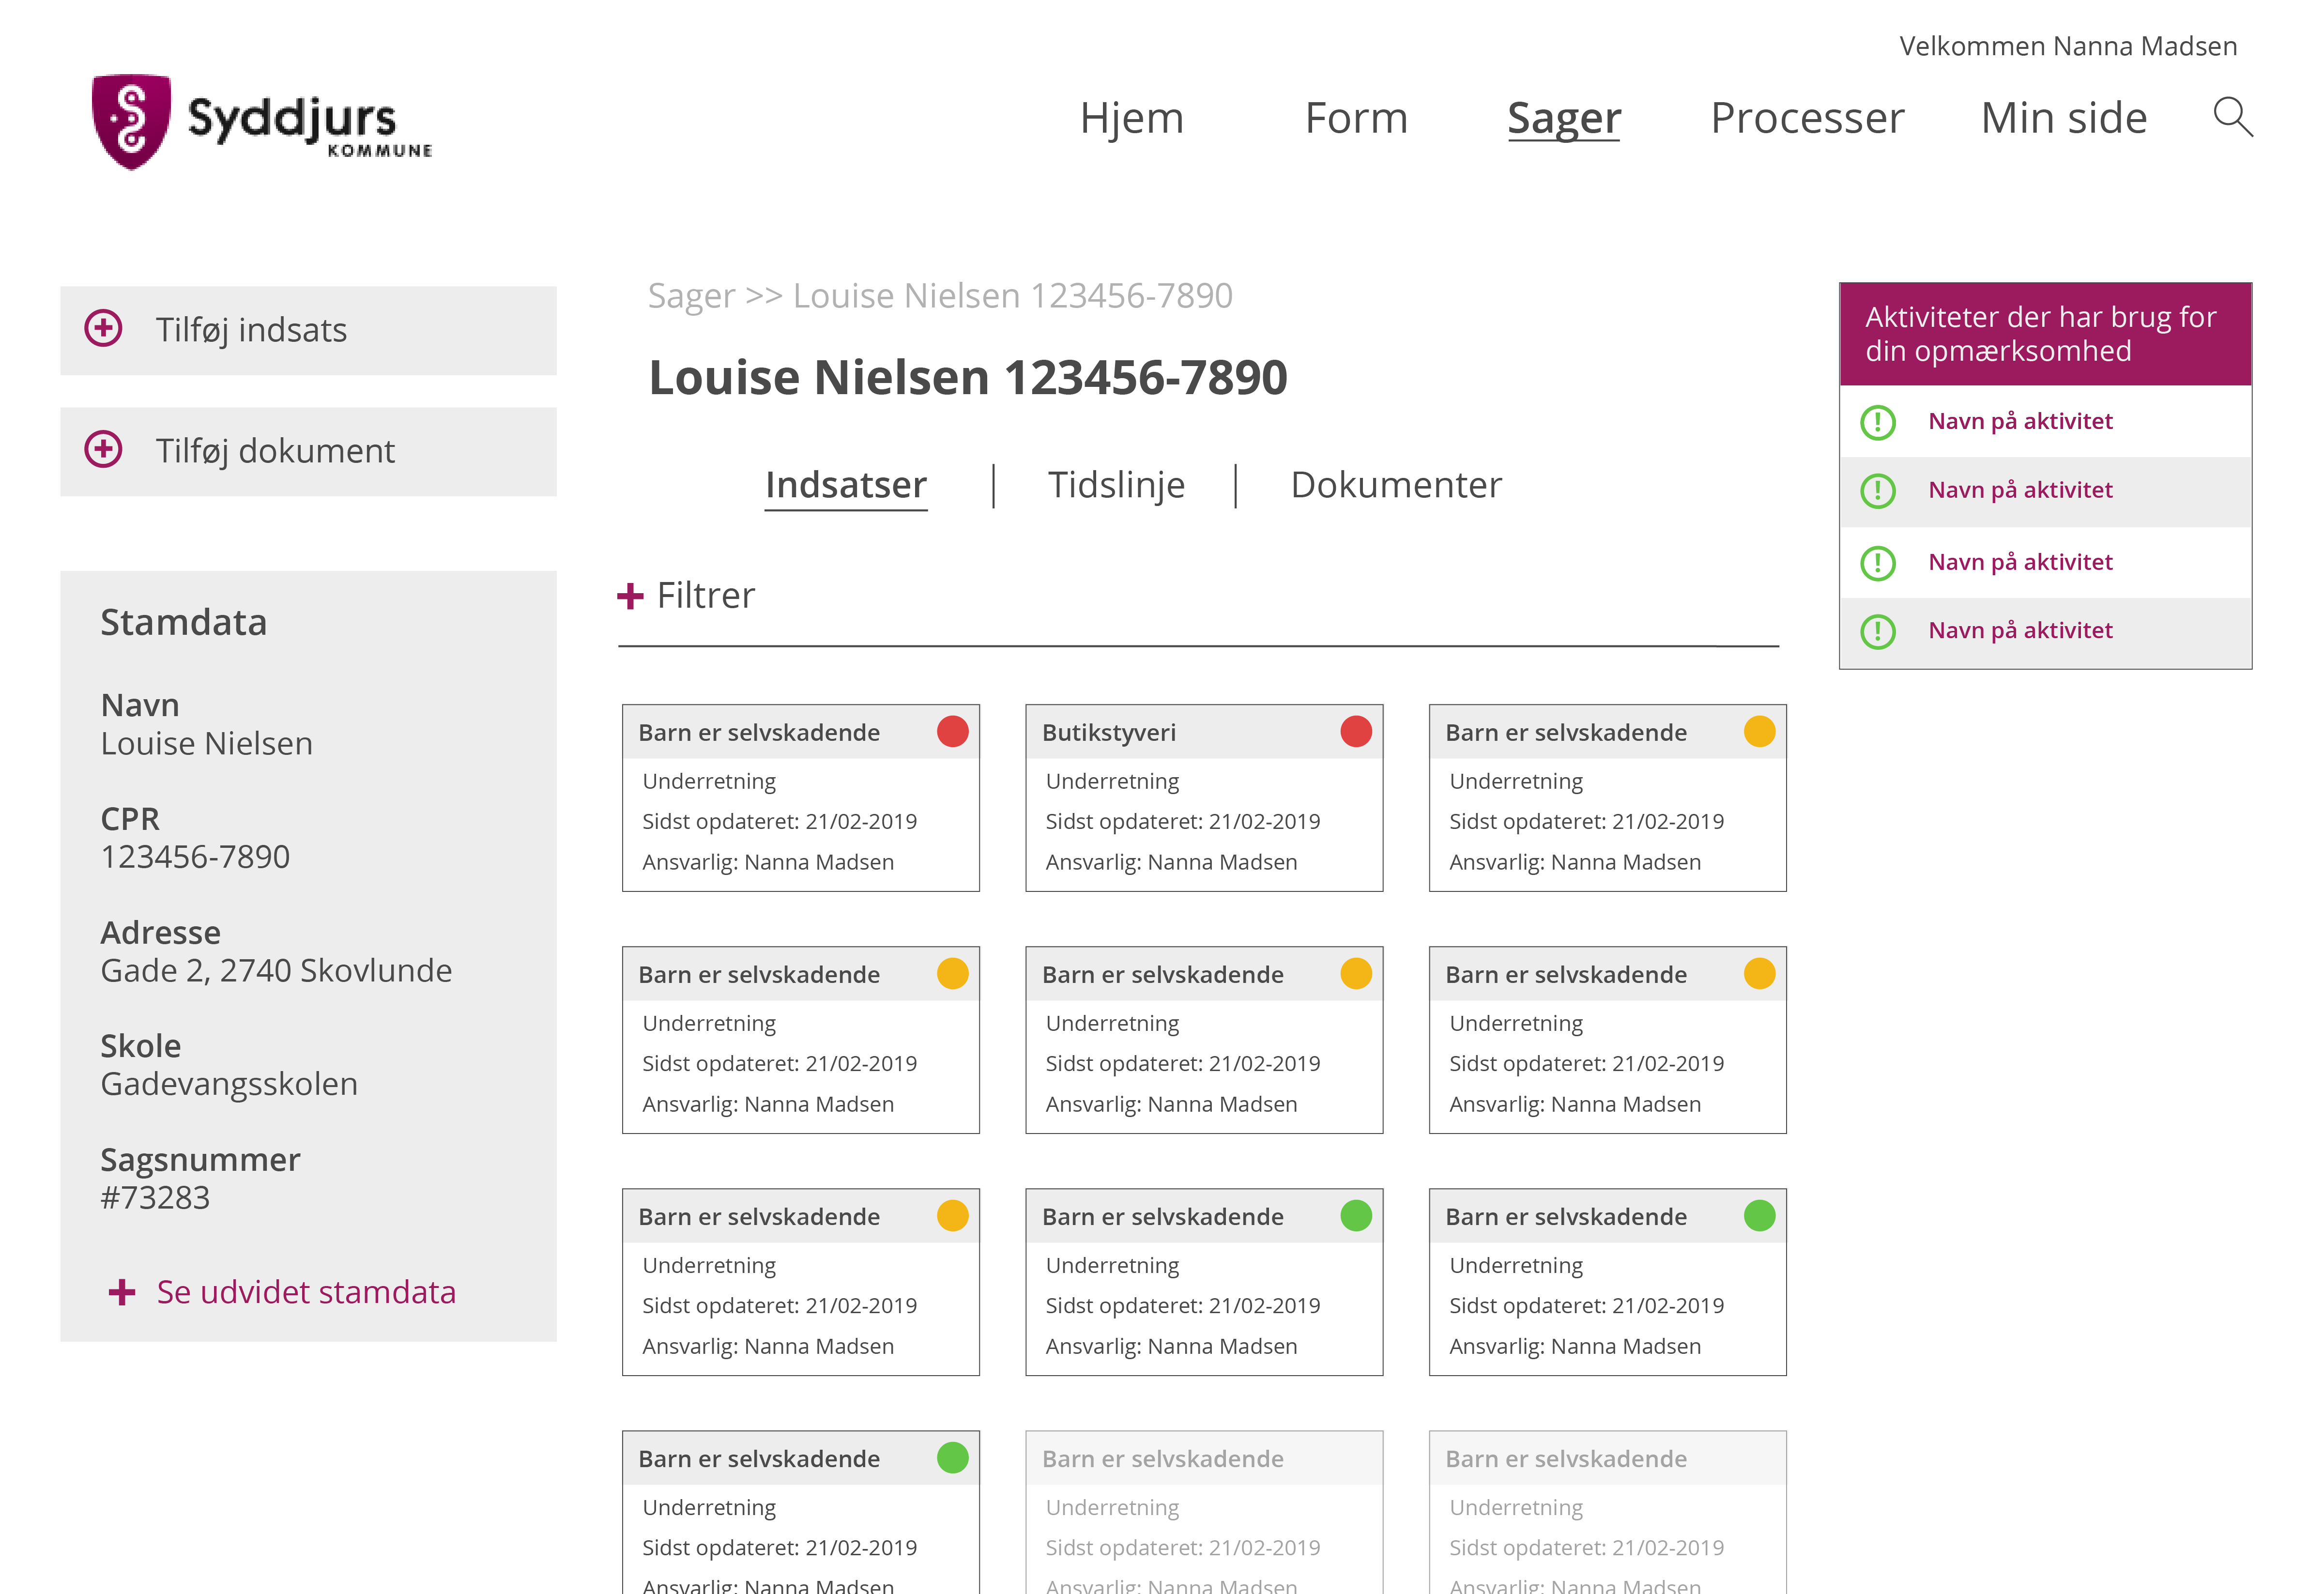 Velkommen Nanna Madsen
Syddjurs
KOMMUNE
Hjem
Form
Sager
Processer
Min side
Tilføj indsats
Tilføj dokument
Stamdata
Navn
Louise Nielsen
CPR
123456-7890
Adresse
Gade 2, 2740 Skovlunde
Skole
Gadevangsskolen
Sagsnummer
#73283
+ Se udvidet stamdata
Sager >> Louise Nielsen 123456-7890
Louise Nielsen 123456-7890
Indsatser | Tidslinje | Dokumenter
+ Filtrer
Barn er selvskadende
Underretning
Sidst opdateret: 21/02-2019
Ansvarlig: Nanna Madsen
Butikstyveri
Underretning
Sidst opdateret: 21/02-2019
Ansvarlig: Nanna Madsen
Barn er selvskadende
Underretning
Sidst opdateret: 21/02-2019
Ansvarlig: Nanna Madsen
Barn er selvskadende
Underretning
Sidst opdateret: 21/02-2019
Ansvarlig: Nanna Madsen
Barn er selvskadende
Underretning
Sidst opdateret: 21/02-2019
Ansvarlig: Nanna Madsen
Barn er selvskadende
Underretning
Sidst opdateret: 21/02-2019
Ansvarlig: Nanna Madsen
Barn er selvskadende
Underretning
Sidst opdateret: 21/02-2019
Ansvarlig: Nanna Madsen
Barn er selvskadende
Underretning
Sidst opdateret: 21/02-2019
Ansvarlig: Nanna Madsen
Barn er selvskadende
Underretning
Sidst opdateret: 21/02-2019
Ansvarlig: Nanna Madsen
Barn er selvskadende
Underretning
Sidst opdateret: 21/02-2019
Ansvarlig: Nanna Madsen
Barn er selvskadende
Underretning
Sidst opdateret: 21/02-2019
Ansvarlig: Nanna Madsen
Barn er selvskadende
Underretning
Sidst opdateret: 21/02-2019
Ansvarlig: Nanna Madsen
Aktiviteter der har brug for
din opmærksomhed
Navn på aktivitet
Navn på aktivitet
Navn på aktivitet
Navn på aktivitet